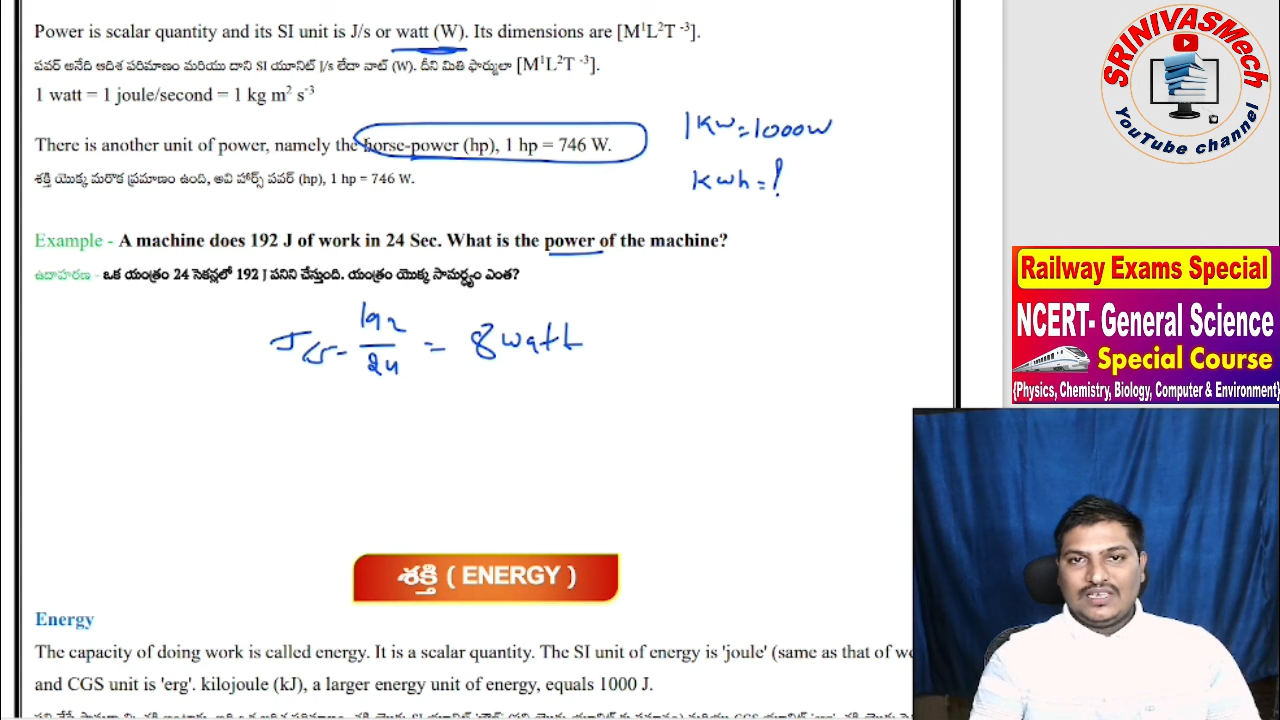 Power is scalar quantity and its SI unit is J/s or watt (W). Its dimensions are [M¹L²T ⁻³].
పవర్ అనేది ఆదిశ పరిమాణం మరియు దాని SI యూనిట్ J/s లేదా వాట్ (W). దీని మితి ఫార్ములా [M¹L²T ⁻³].
1 watt = 1 joule/second = 1 kg m² s⁻³
There is another unit of power, namely the horse-power (hp), 1 hp = 746 W.
శక్తి యొక్క మరొక ప్రమాణం ఉంది, అవి హార్స్ పవర్ (hp), 1 hp = 746 W.
1 kw = 1000w
kwh = ?
Example - A machine does 192 J of work in 24 Sec. What is the power of the machine?
ఉదాహరణ - ఒక యంత్రం 24 సెకన్లలో 192 J పనిని చేస్తుంది. యంత్రం యొక్క సామర్థ్యం ఎంత?
J/s = 192/24 = 8 watt
శక్తి ( ENERGY )
Energy
The capacity of doing work is called energy. It is a scalar quantity. The SI unit of energy is 'joule' (same as that of
and CGS unit is 'erg'. kilojoule (kJ), a larger energy unit of energy, equals 1000 J.
SRINIVASMech
YouTube channel
Railway Exams Special
NCERT- General Science
Special Course
{Physics, Chemistry, Biology, Computer & Environment}